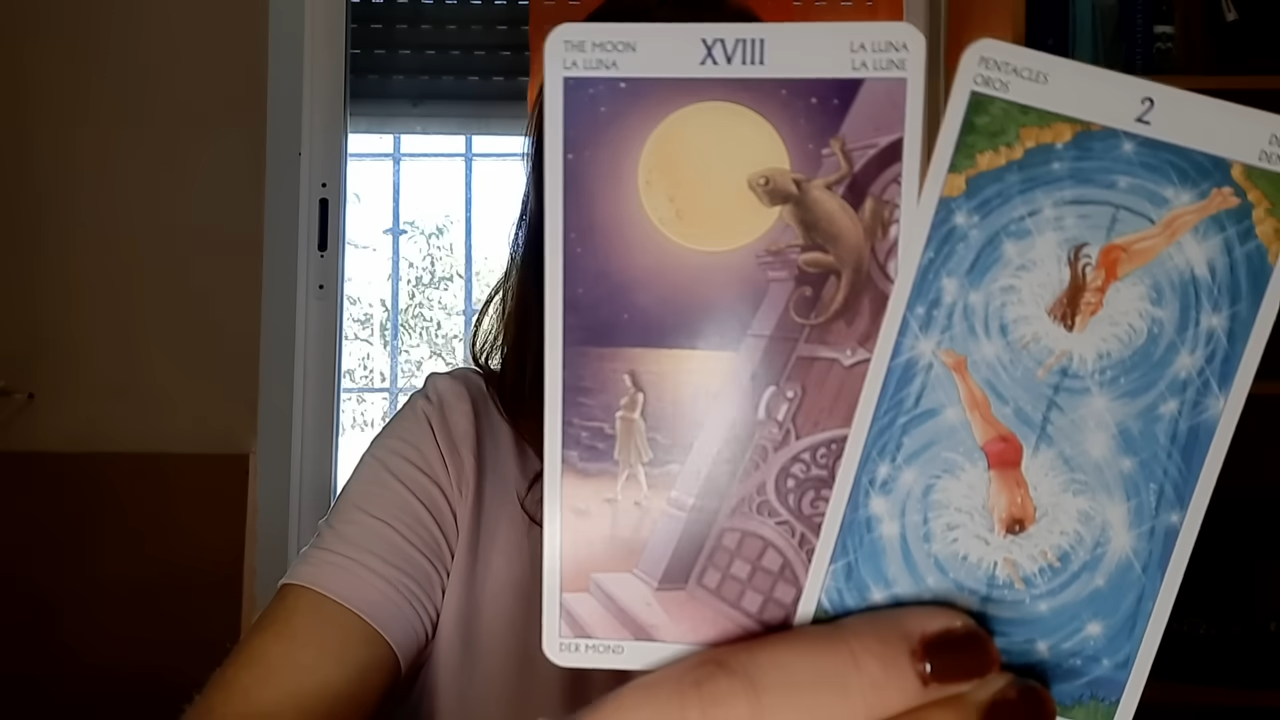 THE MOON
LA LUNA
XVIII
LA LUNA
LA LUNE
DER MOND
PENTACLES
OROS
2